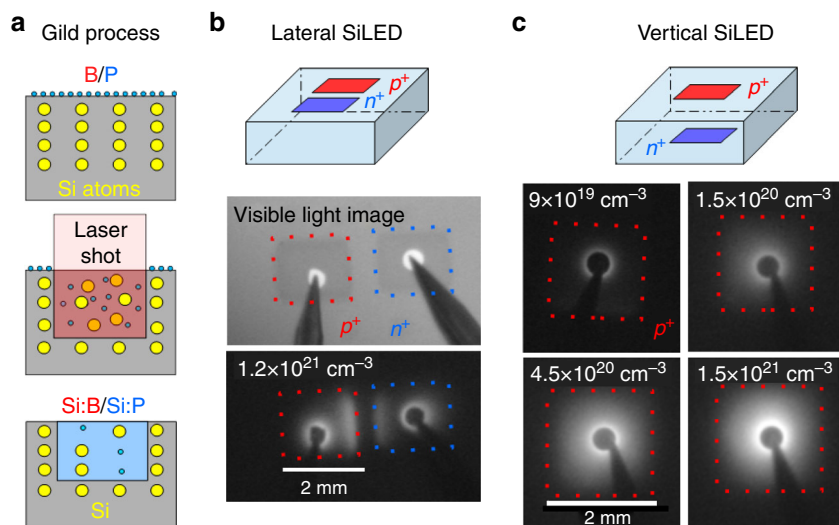 a
Gild process
B/P
Si atoms
Laser
shot
Si:B/Si:P
Si
b
Lateral SiLED
p⁺
n⁺
Visible light image
p⁺
n⁺
1.2×10²¹ cm⁻³
2 mm
c
Vertical SiLED
p⁺
n⁺
9×10¹⁹ cm⁻³
1.5×10²⁰ cm⁻³
p⁺
4.5×10²⁰ cm⁻³
1.5×10²¹ cm⁻³
2 mm